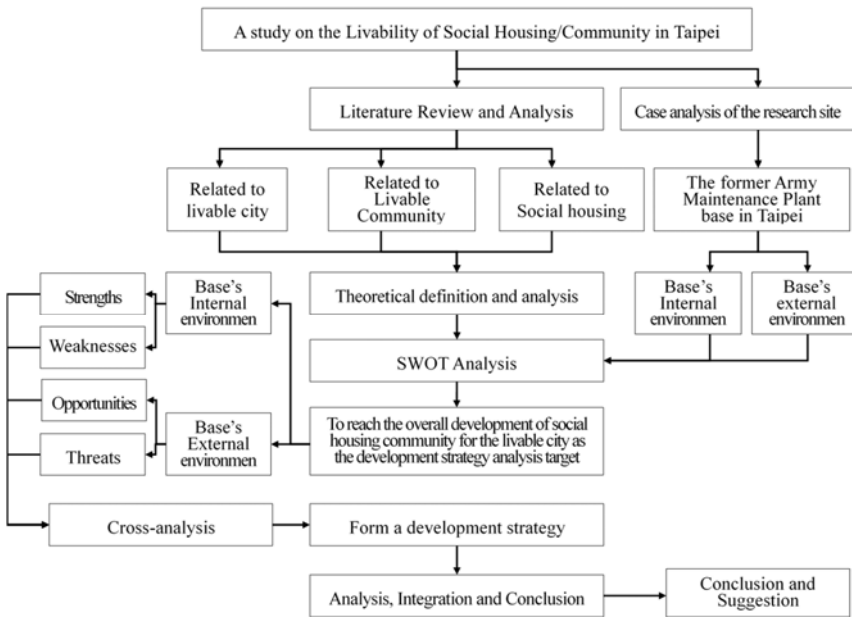 A study on the Livability of Social Housing/Community in Taipei
Literature Review and Analysis
Case analysis of the research site
Related to
livable city
Related to
Livable
Community
Related to
Social housing
The former Army
Maintenance Plant
base in Taipei
Strengths
Weaknesses
Base's
Internal
environmen
Theoretical definition and analysis
Base's
Internal
environmen
Base's
external
environmen
SWOT Analysis
Opportunities
Threats
Base's
External
environmen
To reach the overall development of social
housing community for the livable city as
the development strategy analysis target
Cross-analysis
Form a development strategy
Analysis, Integration and Conclusion
Conclusion and
Suggestion